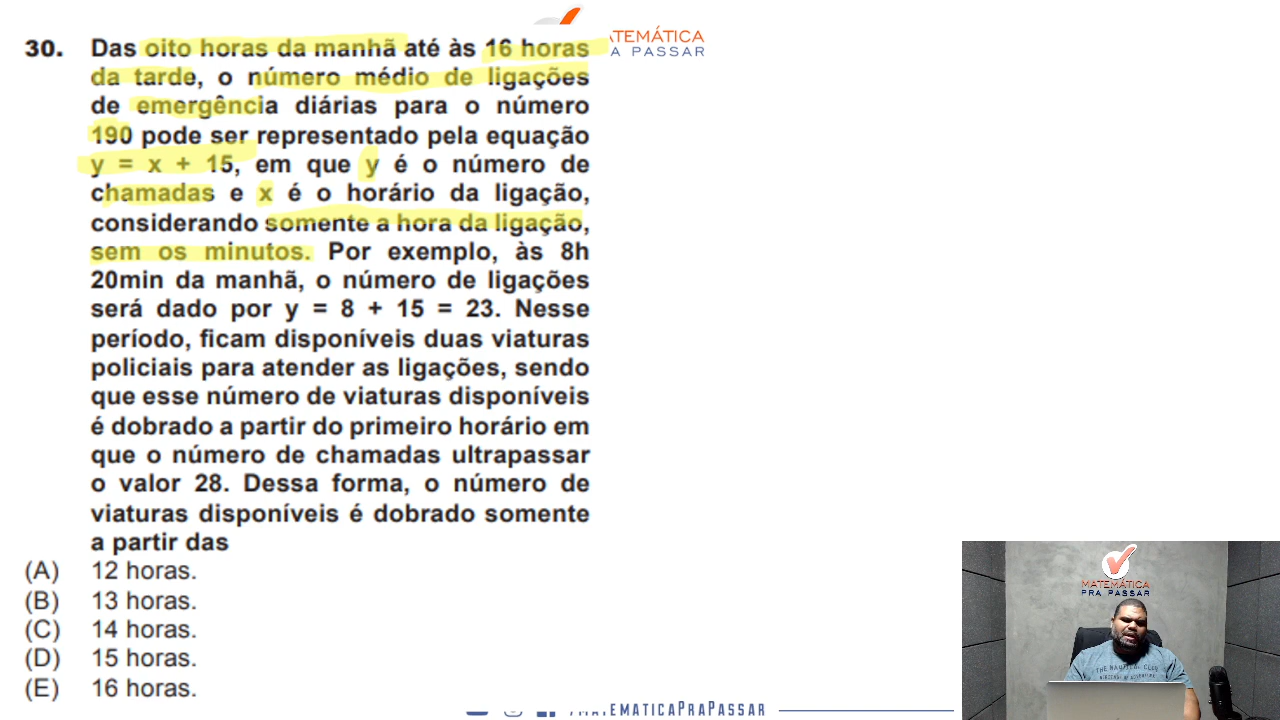 ATEMÁTICA
A PASSAR
30. Das oito horas da manhã até às 16 horas
da tarde, o número médio de ligações
de emergência diárias para o número
190 pode ser representado pela equação
y = x + 15, em que y é o número de
chamadas e x é o horário da ligação,
considerando somente a hora da ligação,
sem os minutos. Por exemplo, às 8h
20min da manhã, o número de ligações
será dado por y = 8 + 15 = 23. Nesse
período, ficam disponíveis duas viaturas
policiais para atender as ligações, sendo
que esse número de viaturas disponíveis
é dobrado a partir do primeiro horário em
que o número de chamadas ultrapassar
o valor 28. Dessa forma, o número de
viaturas disponíveis é dobrado somente
a partir das
(A) 12 horas.
(B) 13 horas.
(C) 14 horas.
(D) 15 horas.
(E) 16 horas.
MATEMÁTICA
PRA PASSAR
THE NAUTICAL CLUB
/MATEMATICAPRAPASSAR